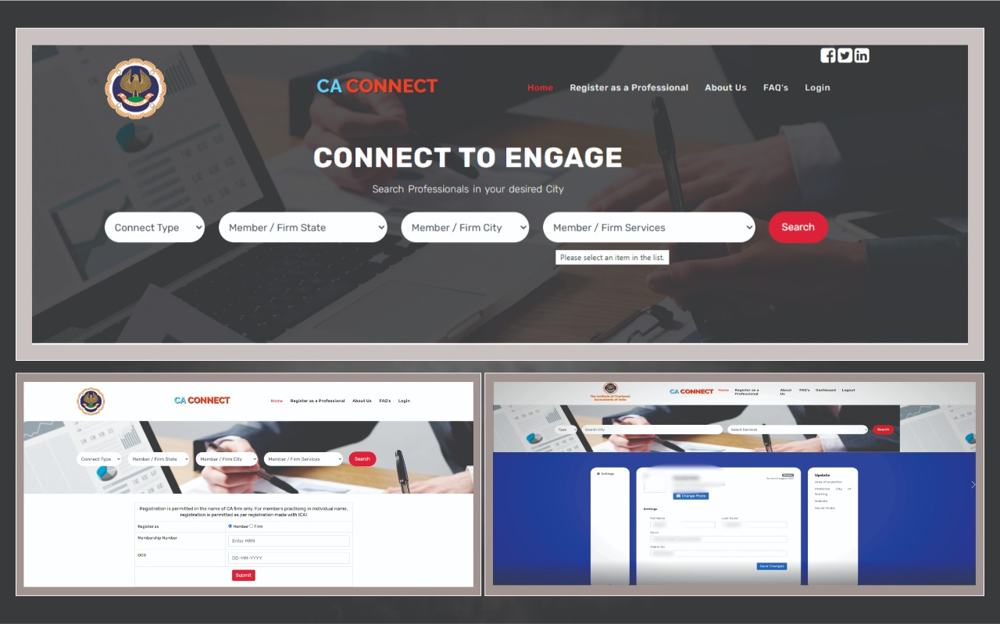 CA CONNECT
Home Register as a Professional About Us FAQ's Login
CONNECT TO ENGAGE
Search Professionals in your desired City
Connect Type Member / Firm State Member / Firm City Member / Firm Services Search
Please select an item in the list.
CA CONNECT
Home Register as a Professional About Us FAQ's Login
Connect Type Member / Firm State Member / Firm City Member / Firm Services Search
Registration is permitted in the name of CA firm only. For members practising in individual name,
registration is permitted as per registration made with ICAI
Register as Member Firm
Membership Number Enter MRN
DOB DD-MM-YYYY
Submit
The Institute of Chartered
Accountants of India
CA CONNECT Home Register as a
Professional
About
Us
FAQ's Dashboard Logout
Type Search City Select Services Search
Settings
Change Photo
Settings
Full Name Last Name
Email
Mobile No
Save Changes
Update
Area of expertise
Preferred City of
Working
Website
Social media